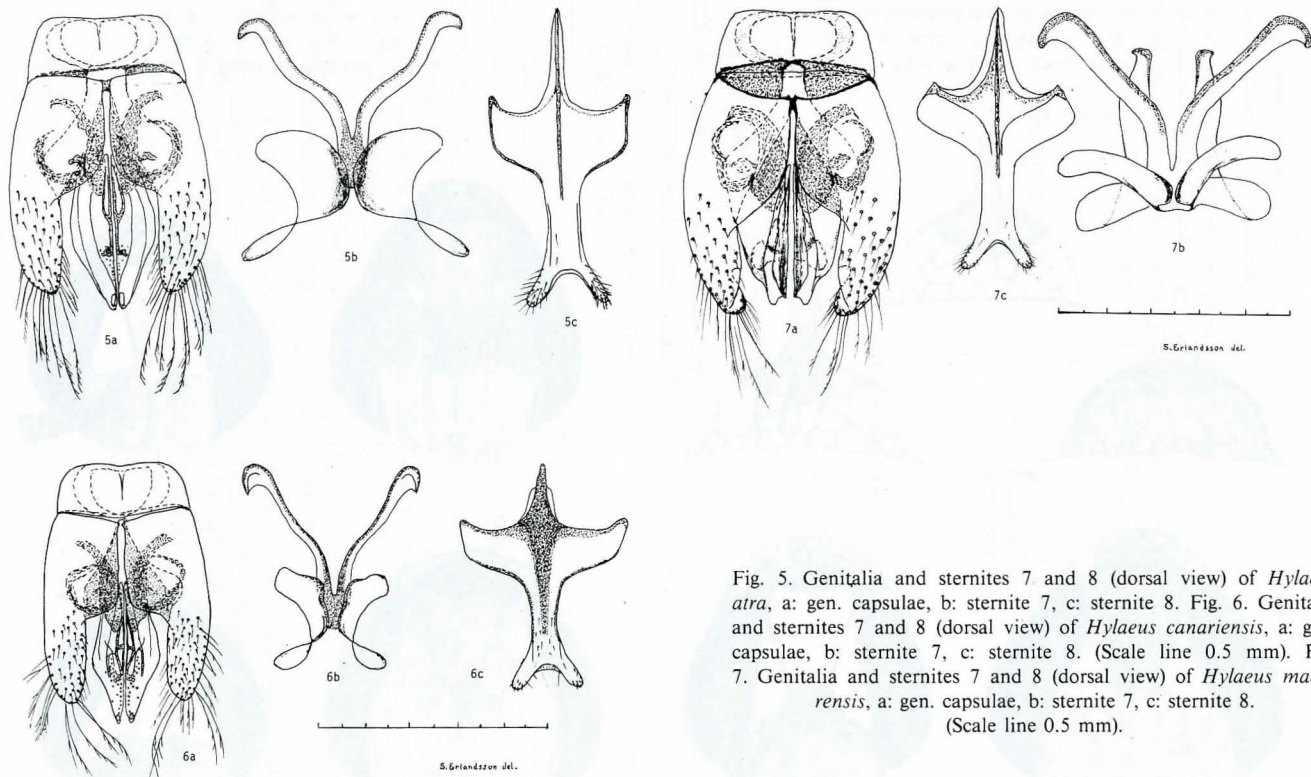 5a
5b
5c
7a
7c
7b
S. Erlandsson del.
6a
6b
6c
S. Erlandsson del.
Fig. 5. Genitalia and sternites 7 and 8 (dorsal view) of
atra, a: gen. capsulae, b: sternite 7, c: sternite 8. Fig. 6.
and sternites 7 and 8 (dorsal view) of Hylaeus canariensis, a:
capsulae, b: sternite 7, c: sternite 8. (Scale line 0.5 mm).
7. Genitalia and sternites 7 and 8 (dorsal view) of Hylaeus
rensis, a: gen. capsulae, b: sternite 7, c: sternite 8.
(Scale line 0.5 mm).